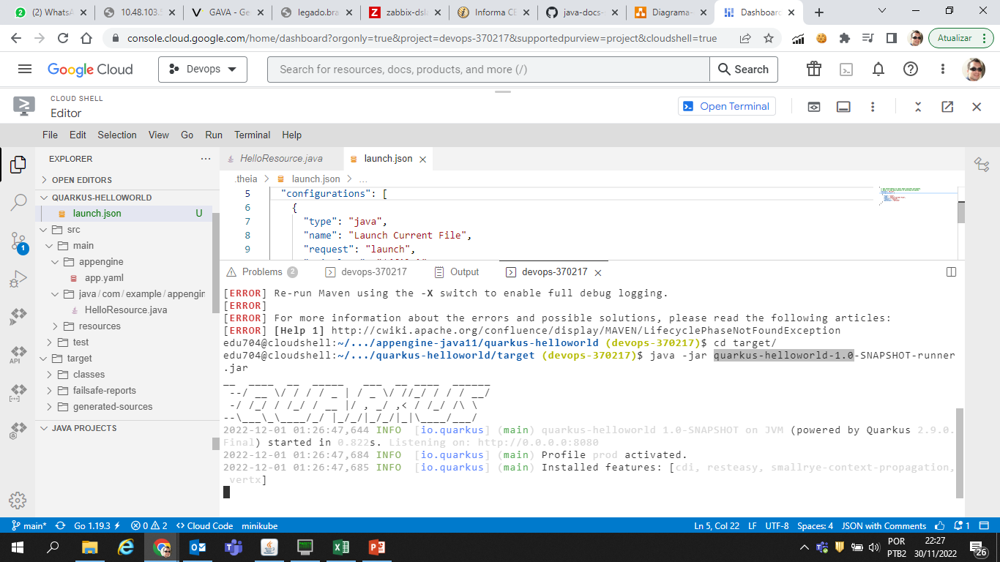 (2) WhatsA
10.48.103.5
GAVA - Ge
legado.bra
zabbix-dsla
Informa CE
java-docs-
Diagrama-
Dashboard
console.cloud.google.com/home/dashboard?orgonly=true&project=devops-370217&supportedpurview=project&cloudshell=true
Atualizar
Google Cloud
Devops
Search for resources, docs, products, and more (/)
Search
CLOUD SHELL
Editor
Open Terminal
File Edit Selection View Go Run Terminal Help
EXPLORER
OPEN EDITORS
QUARKUS-HELLOWORLD
launch.json U
src
main
appengine
app.yaml
java/com/example/appengin
HelloResource.java
resources
test
target
classes
failsafe-reports
generated-sources
JAVA PROJECTS
1
API
HelloResource.java
launch.json
.theia > launch.json > ...
5 "configurations": [
6 {
7 "type": "java",
8 "name": "Launch Current File",
9 "request": "launch",
Problems 2
devops-370217
Output
devops-370217
[ERROR] Re-run Maven using the -X switch to enable full debug logging.
[ERROR]
[ERROR] For more information about the errors and possible solutions, please read the following articles:
[ERROR] [Help 1] http://cwiki.apache.org/confluence/display/MAVEN/LifecyclePhaseNotFoundException
edu704@cloudshell:~/.../appengine-java11/quarkus-helloworld (devops-370217)$ cd target/
edu704@cloudshell:~/.../quarkus-helloworld/target (devops-370217)$ java -jar quarkus-helloworld-1.0-SNAPSHOT-runner
.jar
__  ____  __  _____   ___  __ ____  ______
 --/ __ \/ / / / _ | / _ \/ //_/ / / / __/
 -/ /_/ / /_/ / __ |/ , _/ ,< / /_/ /\ \
--\___\_\____/_/ |_/_/|_/_/|_|\____/___/
2022-12-01 01:26:47,644 INFO  [io.quarkus] (main) quarkus-helloworld 1.0-SNAPSHOT on JVM (powered by Quarkus 2.9.0.
Final) started in 0.822s. Listening on: http://0.0.0.0:8080
2022-12-01 01:26:47,684 INFO  [io.quarkus] (main) Profile prod activated.
2022-12-01 01:26:47,685 INFO  [io.quarkus] (main) Installed features: [cdi, resteasy, smallrye-context-propagation,
 vertx]
main* Go 1.19.3 0 2 Cloud Code minikube
Ln 5, Col 22 LF UTF-8 Spaces: 4 JSON with Comments 1
POR
PTB2
22:27
30/11/2022
26